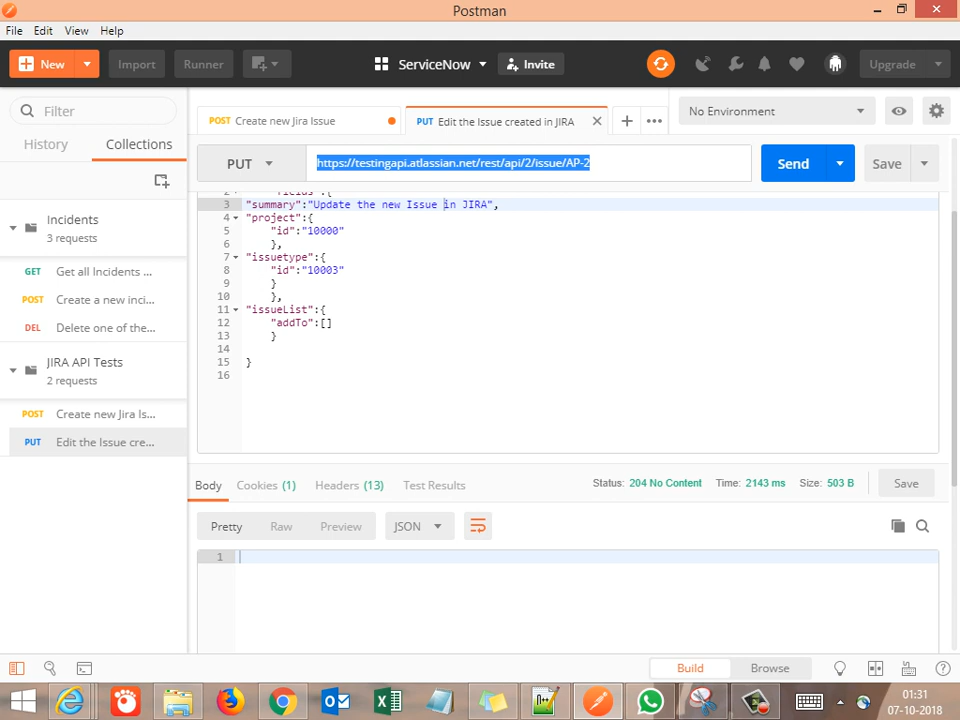 Postman
File Edit View Help
New Import Runner ServiceNow Invite Upgrade
Filter
History Collections
Incidents
3 requests
GET Get all Incidents ...
POST Create a new inci...
DEL Delete one of the...
JIRA API Tests
2 requests
POST Create new Jira Is...
PUT Edit the Issue cre...
POST Create new Jira Issue PUT Edit the Issue created in JIRA No Environment
PUT https://testingapi.atlassian.net/rest/api/2/issue/AP-2 Send Save
2 "fields":{
3 "summary":"Update the new Issue in JIRA",
4 "project":{
5 "id":"10000"
6 },
7 "issuetype":{
8 "id":"10003"
9 }
10 },
11 "issueList":{
12 "addTo":[]
13 }
14
15 }
16
Body Cookies (1) Headers (13) Test Results Status: 204 No Content Time: 2143 ms Size: 503 B Save
Pretty Raw Preview JSON
1
Build Browse
01:31
07-10-2018